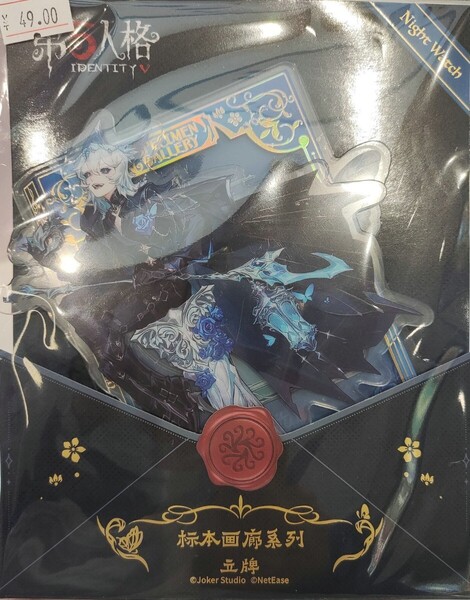 ¥ 49.00
第五人格
IDENTITY V
Night Watch
GALLERY
标本画廊系列
立牌
©Joker Studio ©NetEase